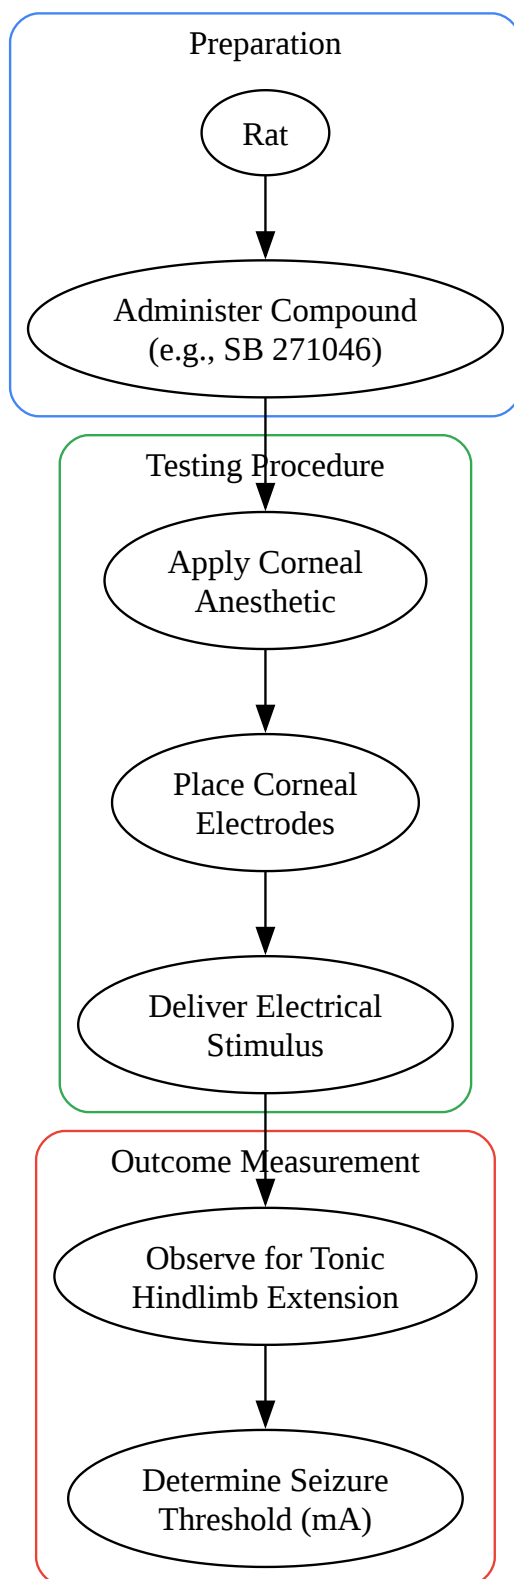 Preparation
Rat
Administer Compound
(e.g., SB 271046)
Testing Procedure
Apply Corneal
Anesthetic
Place Corneal
Electrodes
Deliver Electrical
Stimulus
Outcome Measurement
Observe for Tonic
Hindlimb Extension
Determine Seizure
Threshold (mA)